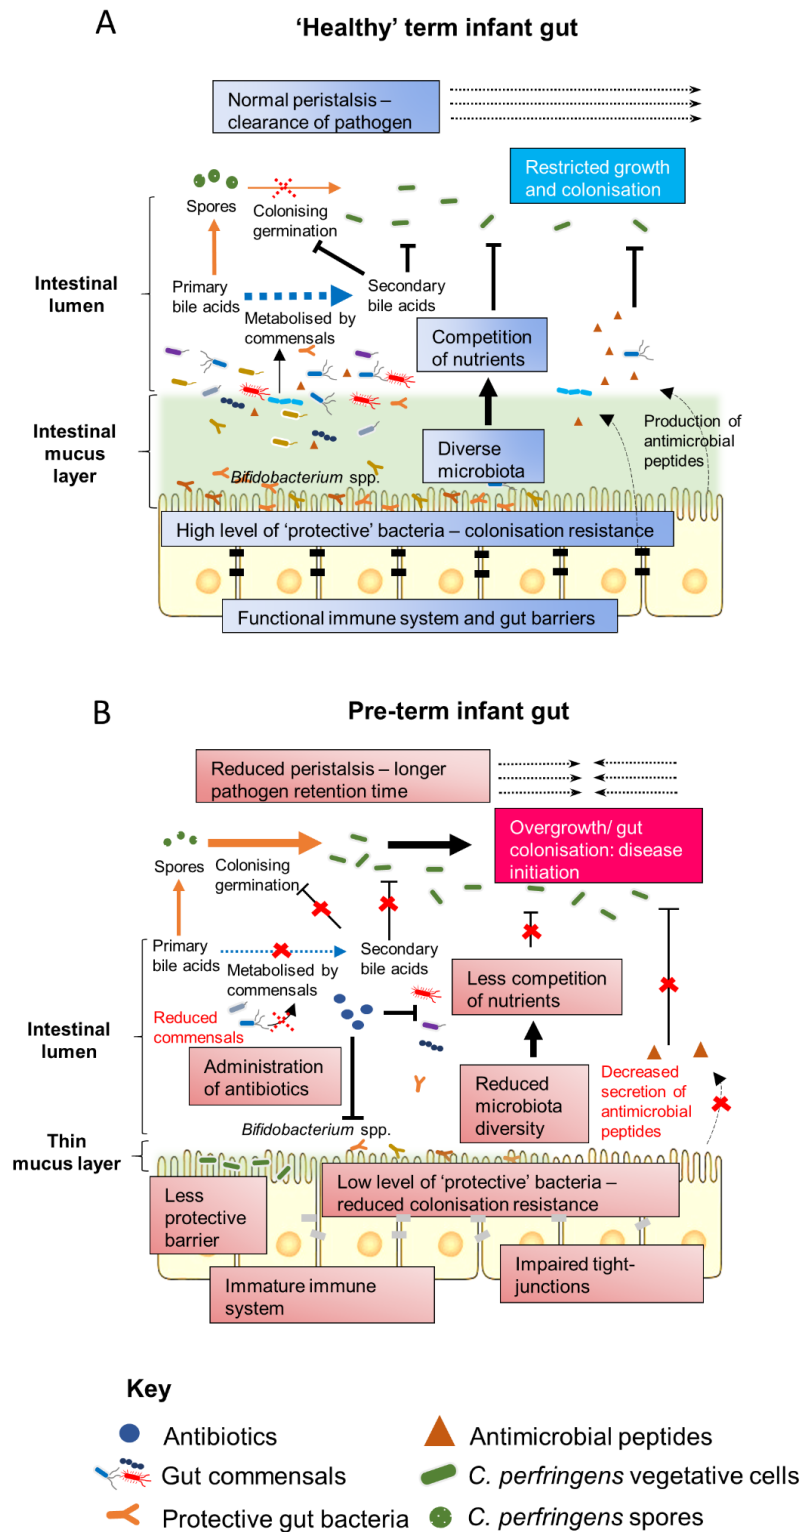 A
‘Healthy’ term infant gut
Normal peristalsis –
clearance of pathogen
Restricted growth
and colonisation
Spores
Colonising
germination
Intestinal
lumen
Primary
bile acids
Secondary
bile acids
Metabolised by
commensals
Competition
of nutrients
Intestinal
mucus
layer
Production of
antimicrobial
peptides
Diverse
microbiota
Bifidobacterium spp.
High level of ‘protective’ bacteria – colonisation resistance
Functional immune system and gut barriers
B
Pre-term infant gut
Reduced peristalsis – longer
pathogen retention time
Overgrowth/ gut
colonisation: disease
initiation
Spores
Colonising
germination
Primary
bile acids
Secondary
bile acids
Metabolised by
commensals
Less competition
of nutrients
Intestinal
lumen
Reduced
commensals
Administration
of antibiotics
Reduced
microbiota
diversity
Decreased
secretion of
antimicrobial
peptides
Bifidobacterium spp.
Thin
mucus layer
Less
protective
barrier
Low level of ‘protective’ bacteria –
reduced colonisation resistance
Immature immune
system
Impaired tight-
junctions
Key
Antibiotics
Antimicrobial peptides
Gut commensals
C. perfringens vegetative cells
Protective gut bacteria
C. perfringens spores